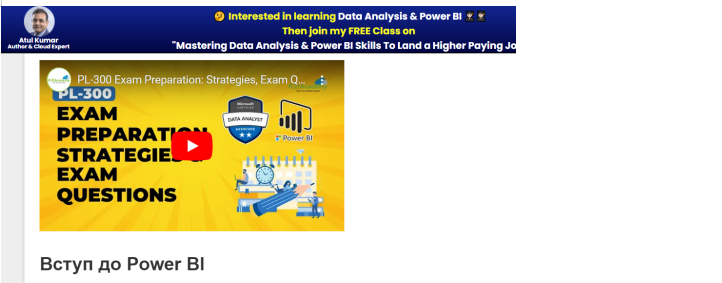 Atul Kumar
Author & Cloud Expert
Interested in learning Data Analysis & Power BI
Then join my FREE Class on
"Mastering Data Analysis & Power BI Skills To Land a Higher Paying Jo
PL-300 Exam Preparation: Strategies, Exam Q...
PL-300
EXAM
PREPARATION
STRATEGIES &
EXAM
QUESTIONS
Microsoft
CERTIFIED
DATA ANALYST
ASSOCIATE
Power BI
Вступ до Power BI